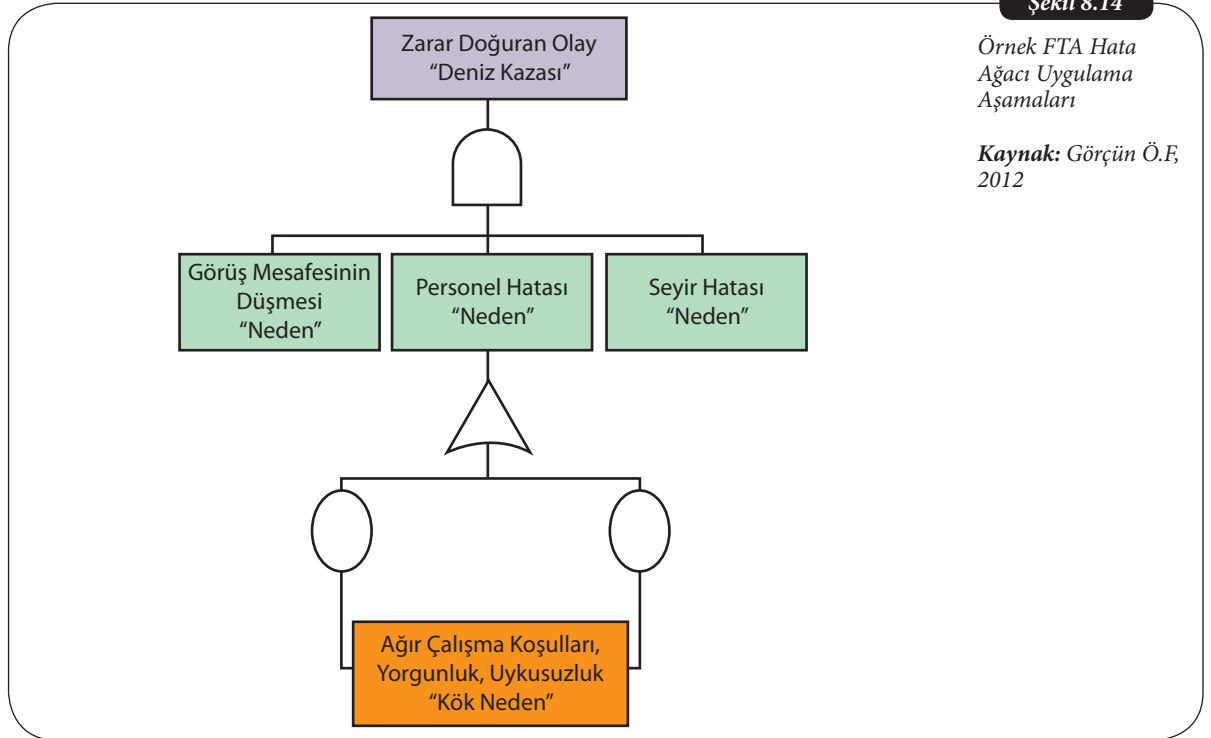 Şekil 8.14
Örnek FTA Hata
Ağacı Uygulama
Aşamaları
Kaynak: Görçün Ö.F,
2012
Zarar Doğuran Olay
“Deniz Kazası”
Görüş Mesafesinin
Düşmesi
“Neden”
Personel Hatası
“Neden”
Seyir Hatası
“Neden”
Ağır Çalışma Koşulları,
Yorgunluk, Uykusuzluk
“Kök Neden”